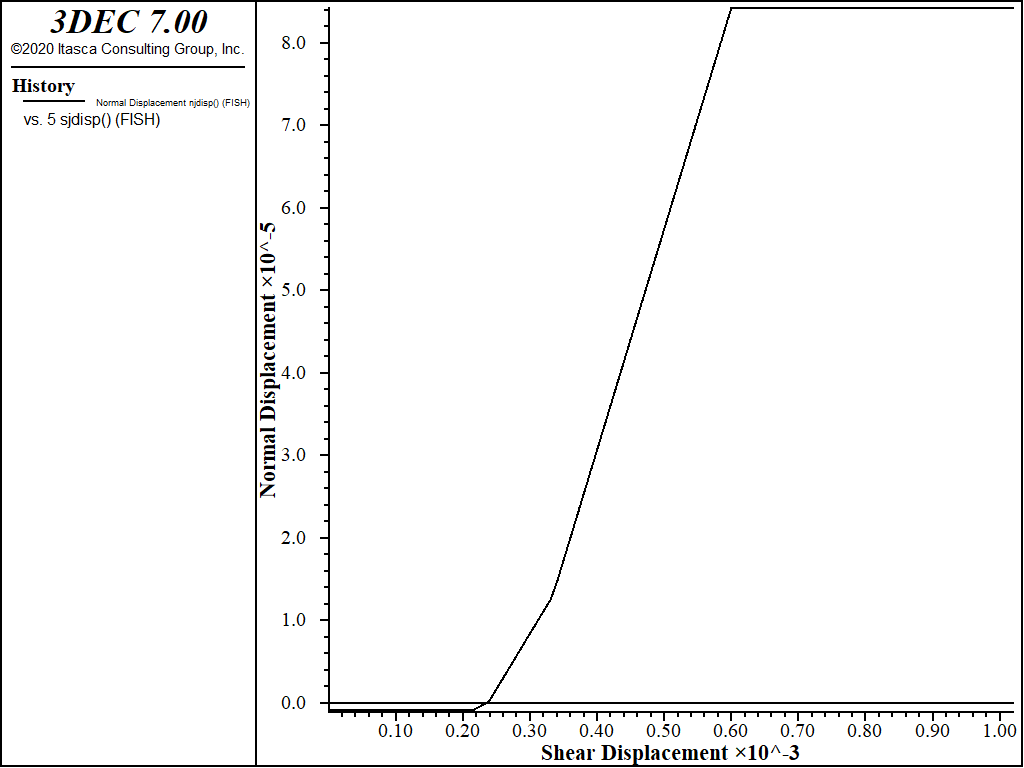 3DEC 7.00
©2020 Itasca Consulting Group, Inc.
History
Normal Displacement njdisp() (FISH)
vs. 5 sjdisp() (FISH)
Normal Displacement ×10^-5
8.0
7.0
6.0
5.0
4.0
3.0
2.0
1.0
0.0
0.10 0.20 0.30 0.40 0.50 0.60 0.70 0.80 0.90 1.00
Shear Displacement ×10^-3